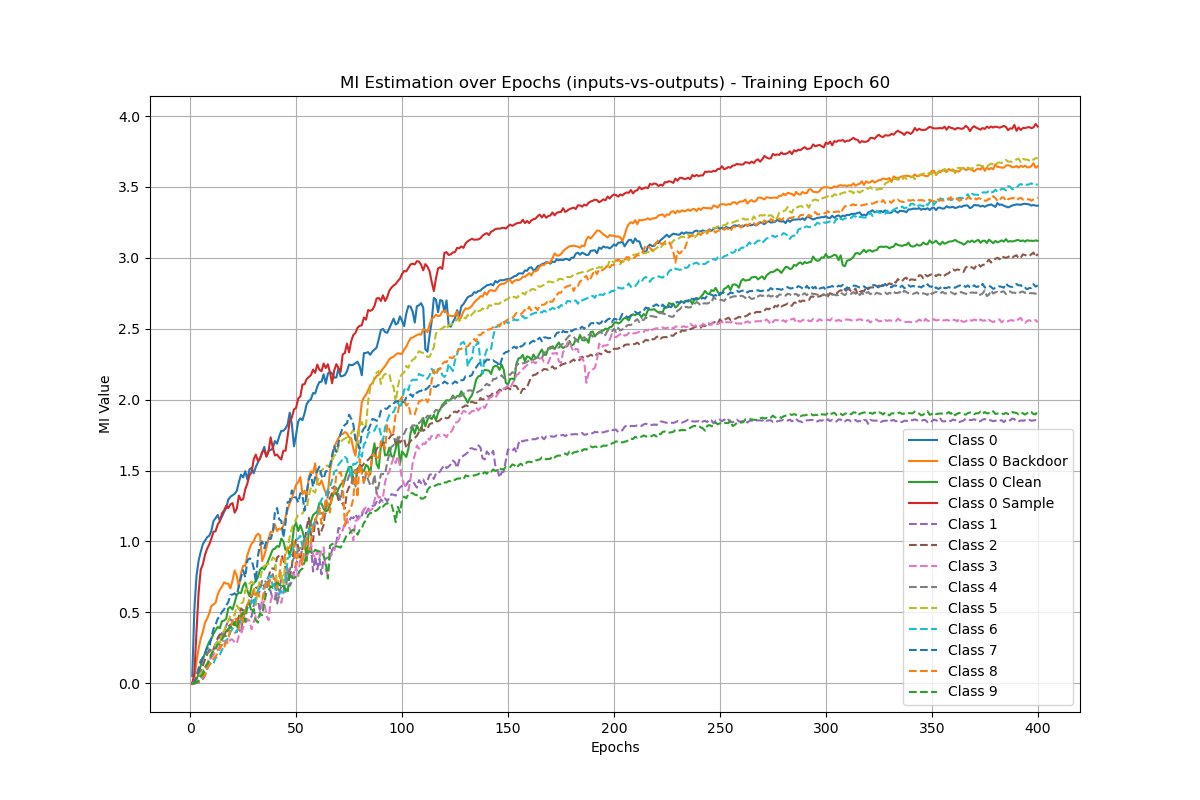 MI Estimation over Epochs (inputs-vs-outputs) - Training Epoch 60
MI Value
4.0
3.5
3.0
2.5
2.0
1.5
1.0
0.5
0.0
0 50 100 150 200 250 300 350 400
Epochs
Class 0
Class 0 Backdoor
Class 0 Clean
Class 0 Sample
Class 1
Class 2
Class 3
Class 4
Class 5
Class 6
Class 7
Class 8
Class 9